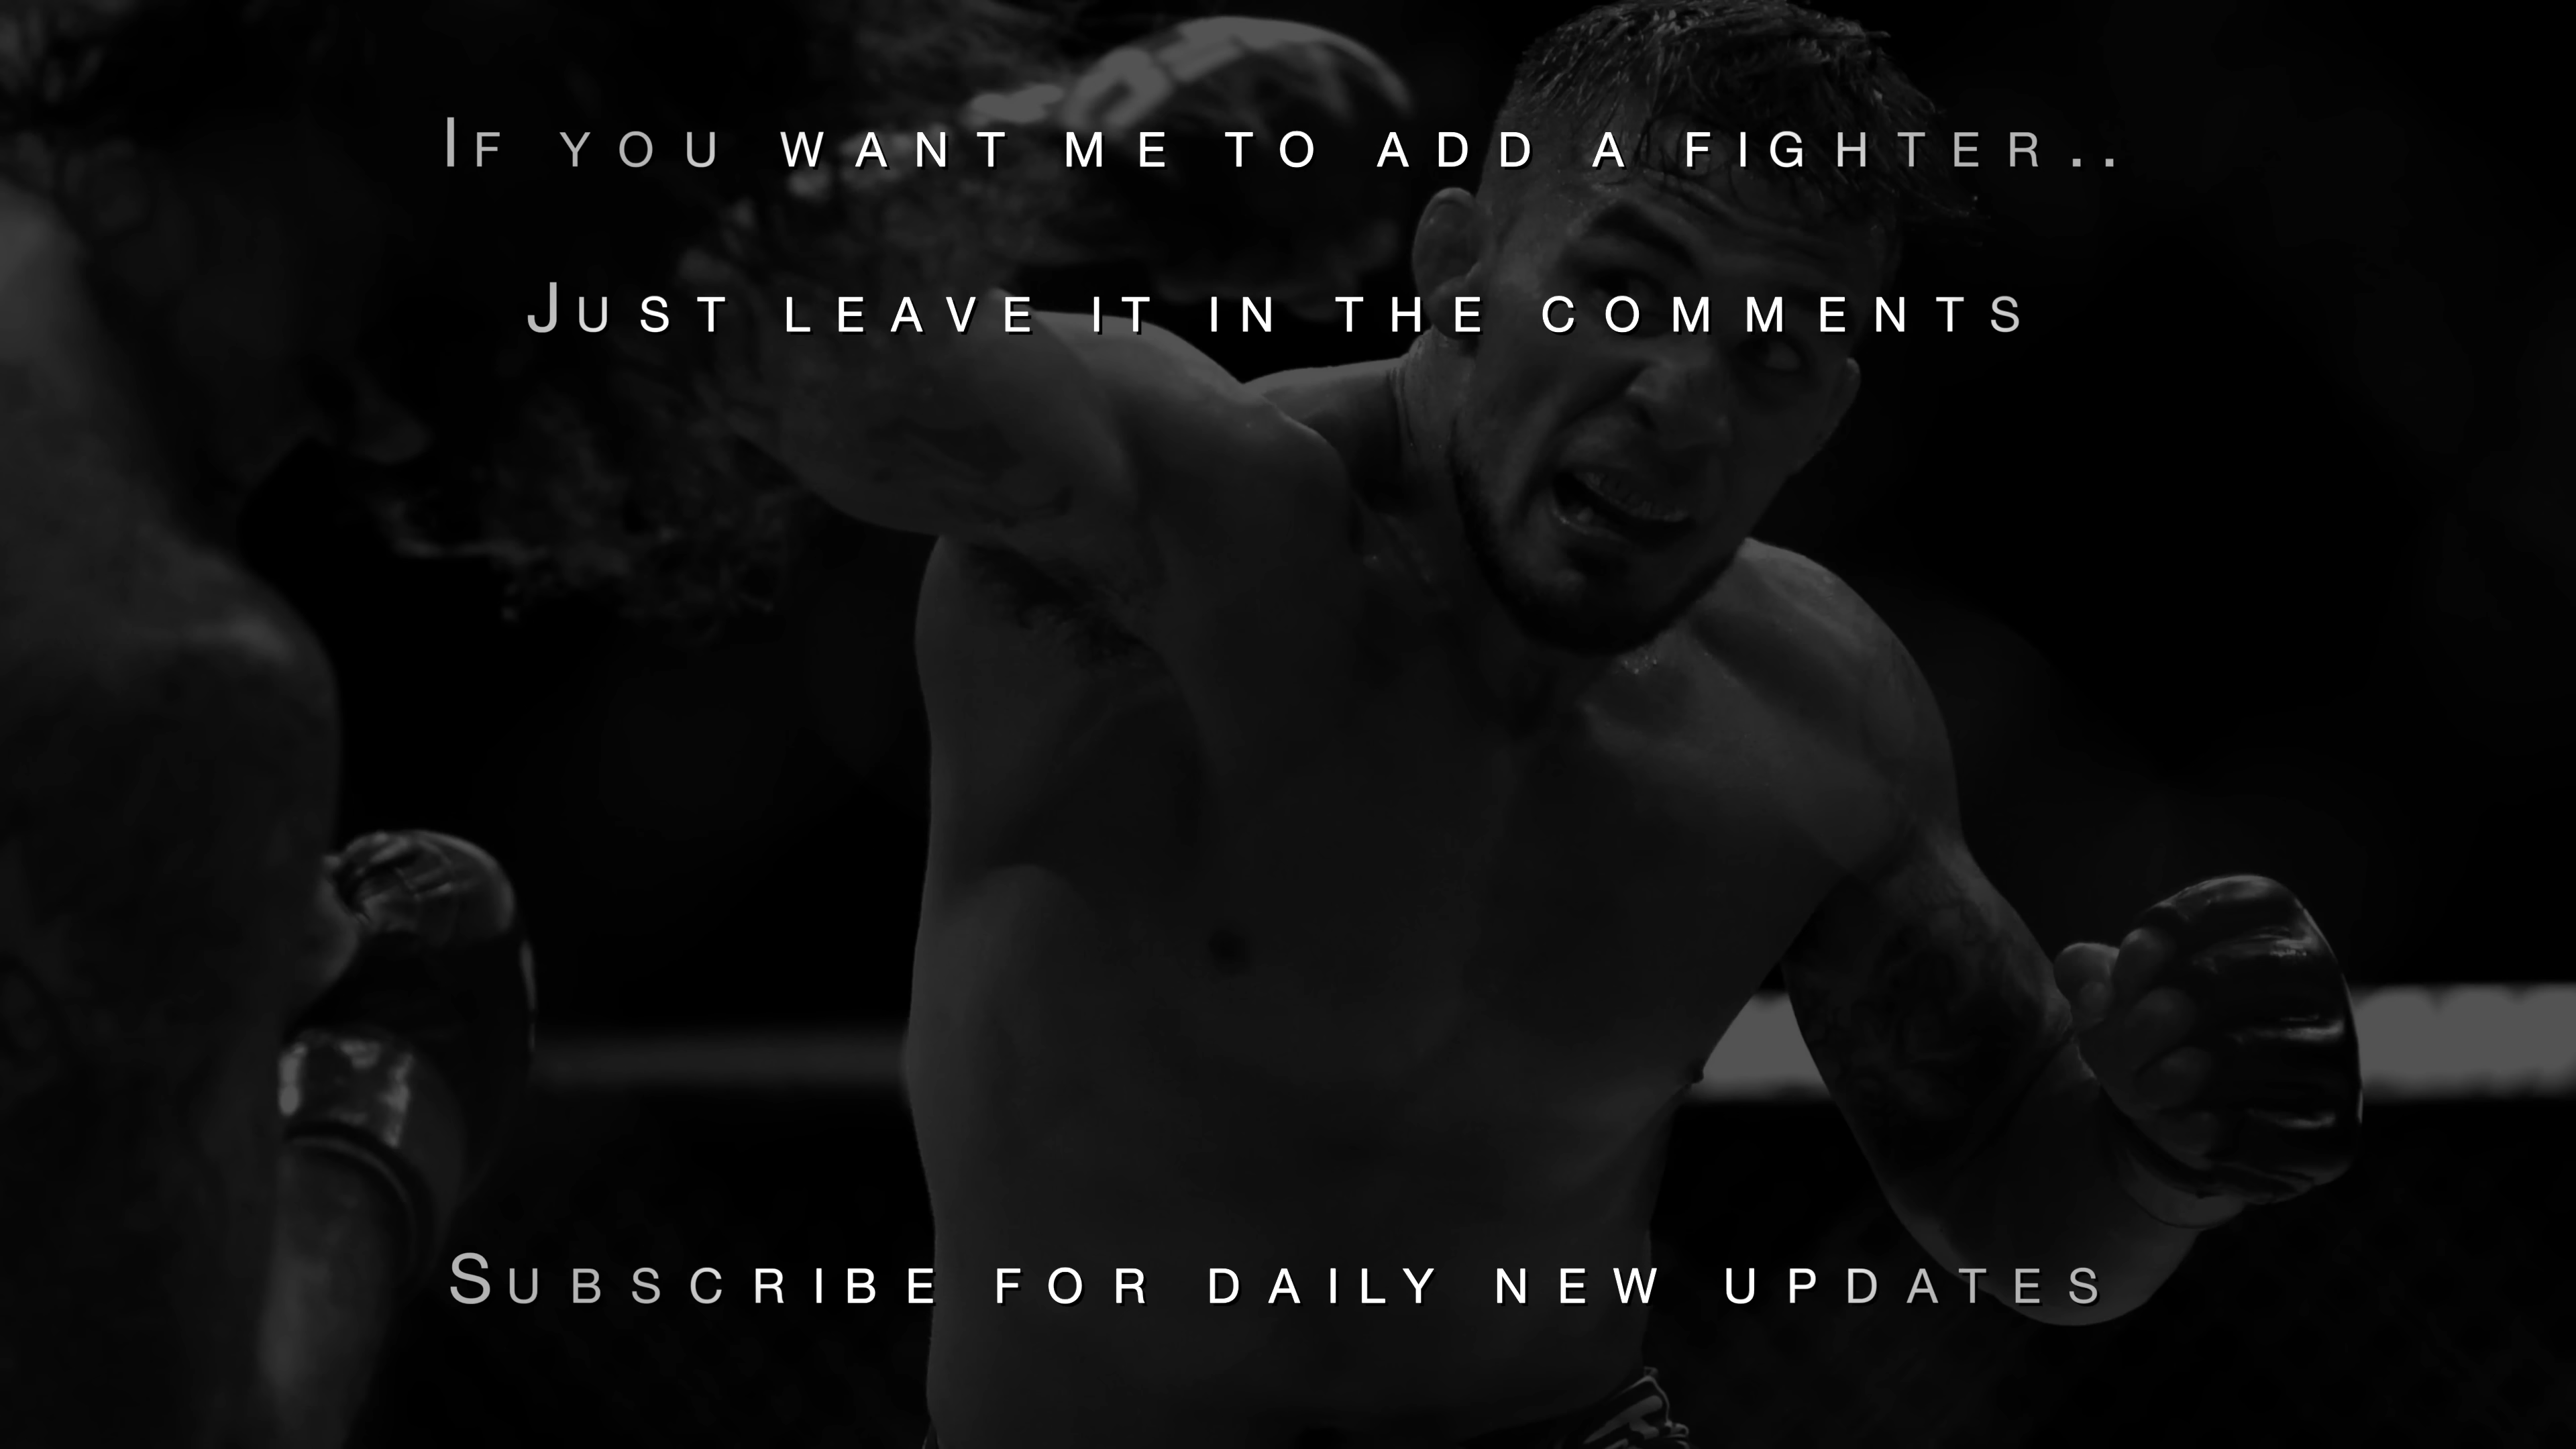 If you want me to add a fighter..
Just leave it in the comments
Subscribe for daily new updates